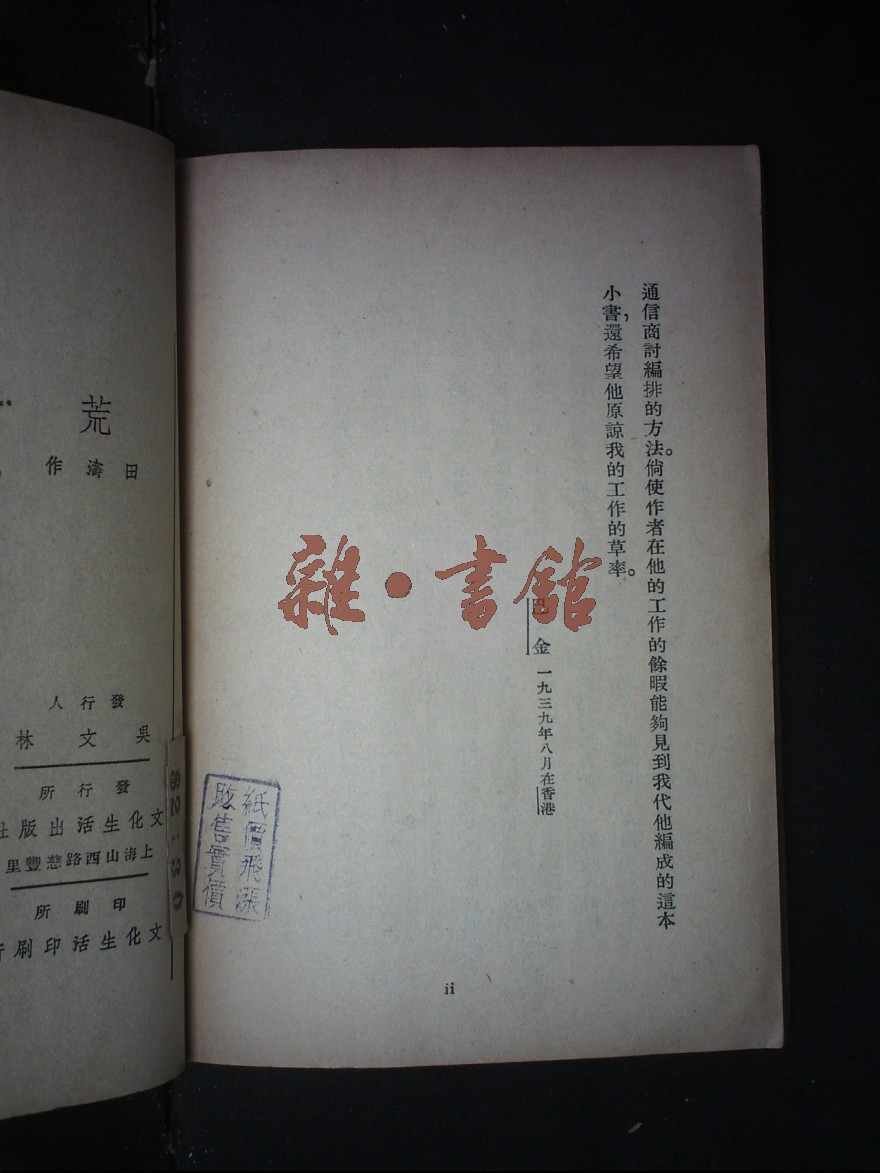 通信商討編排的方法。倘使作者在他的工作的餘暇能夠見到我代他編成的這本
小書，還希望他原諒我的工作的草率。
巴金 一九三九年八月在香港
紙價飛漲
改售實價
ii
雜·書館
荒
田濤作
發行人
吳文林
發行所
文化生活出版社
上海山西路慈豐里
印刷所
文化生活印刷所